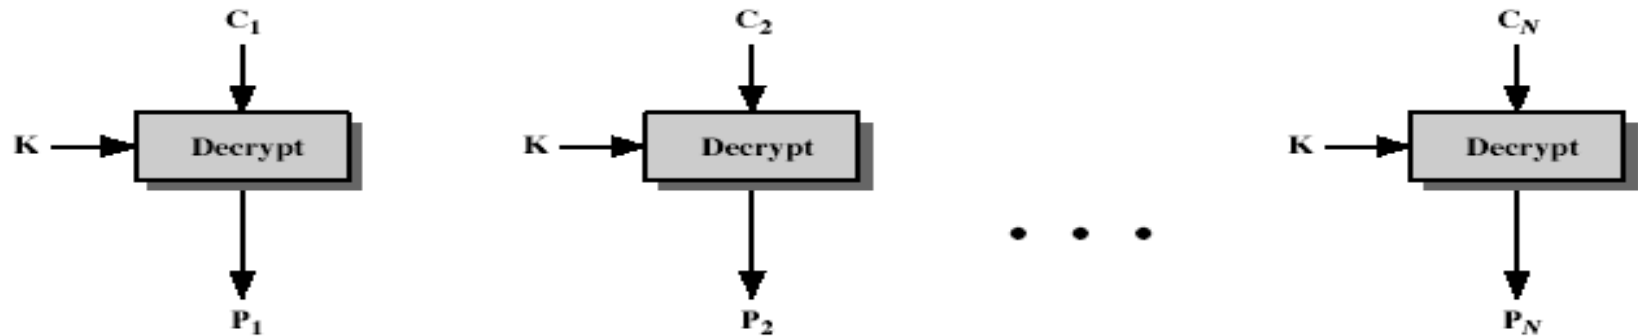 C1 C2 CN
K Decrypt K Decrypt K Decrypt
P1 P2 PN